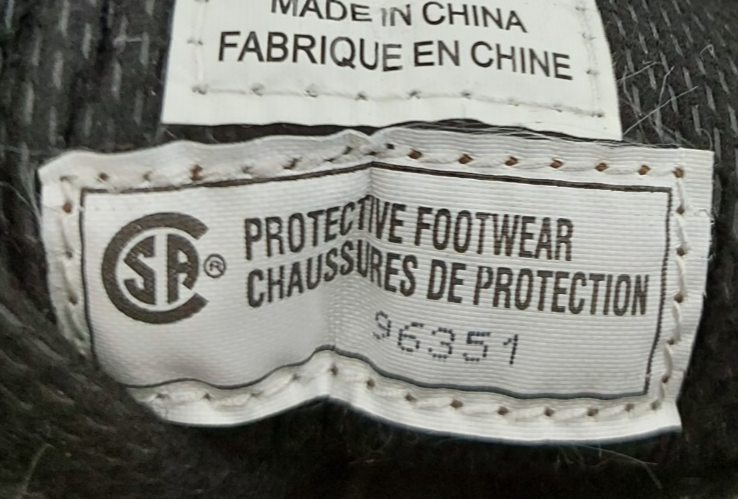 MADE IN CHINA
FABRIQUE EN CHINE
CSA®
PROTECTIVE FOOTWEAR
CHAUSSURES DE PROTECTION
96351